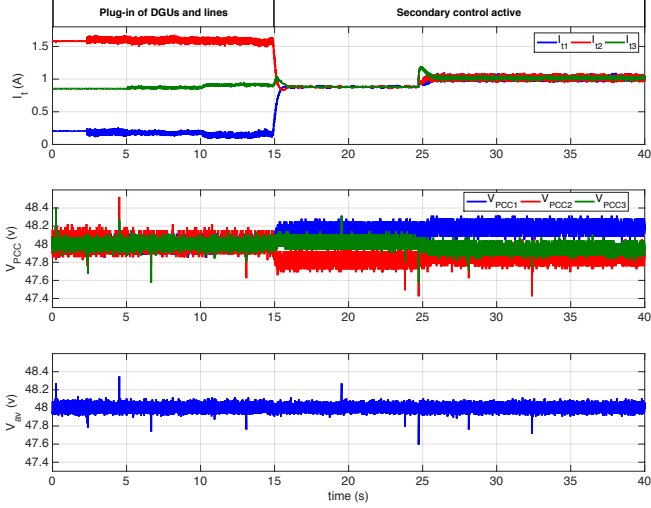 Plug-in of DGUs and lines
Secondary control active
I_t (A)
1.5
1
0.5
0
I_t1 I_t2 I_t3
0 5 10 15 20 25 30 35 40
V_PCC (v)
48.4
48.2
48
47.8
47.6
47.4
V_PCC1 V_PCC2 V_PCC3
0 5 10 15 20 25 30 35 40
V_av (v)
48.4
48.2
48
47.8
47.6
47.4
0 5 10 15 20 25 30 35 40
time (s)